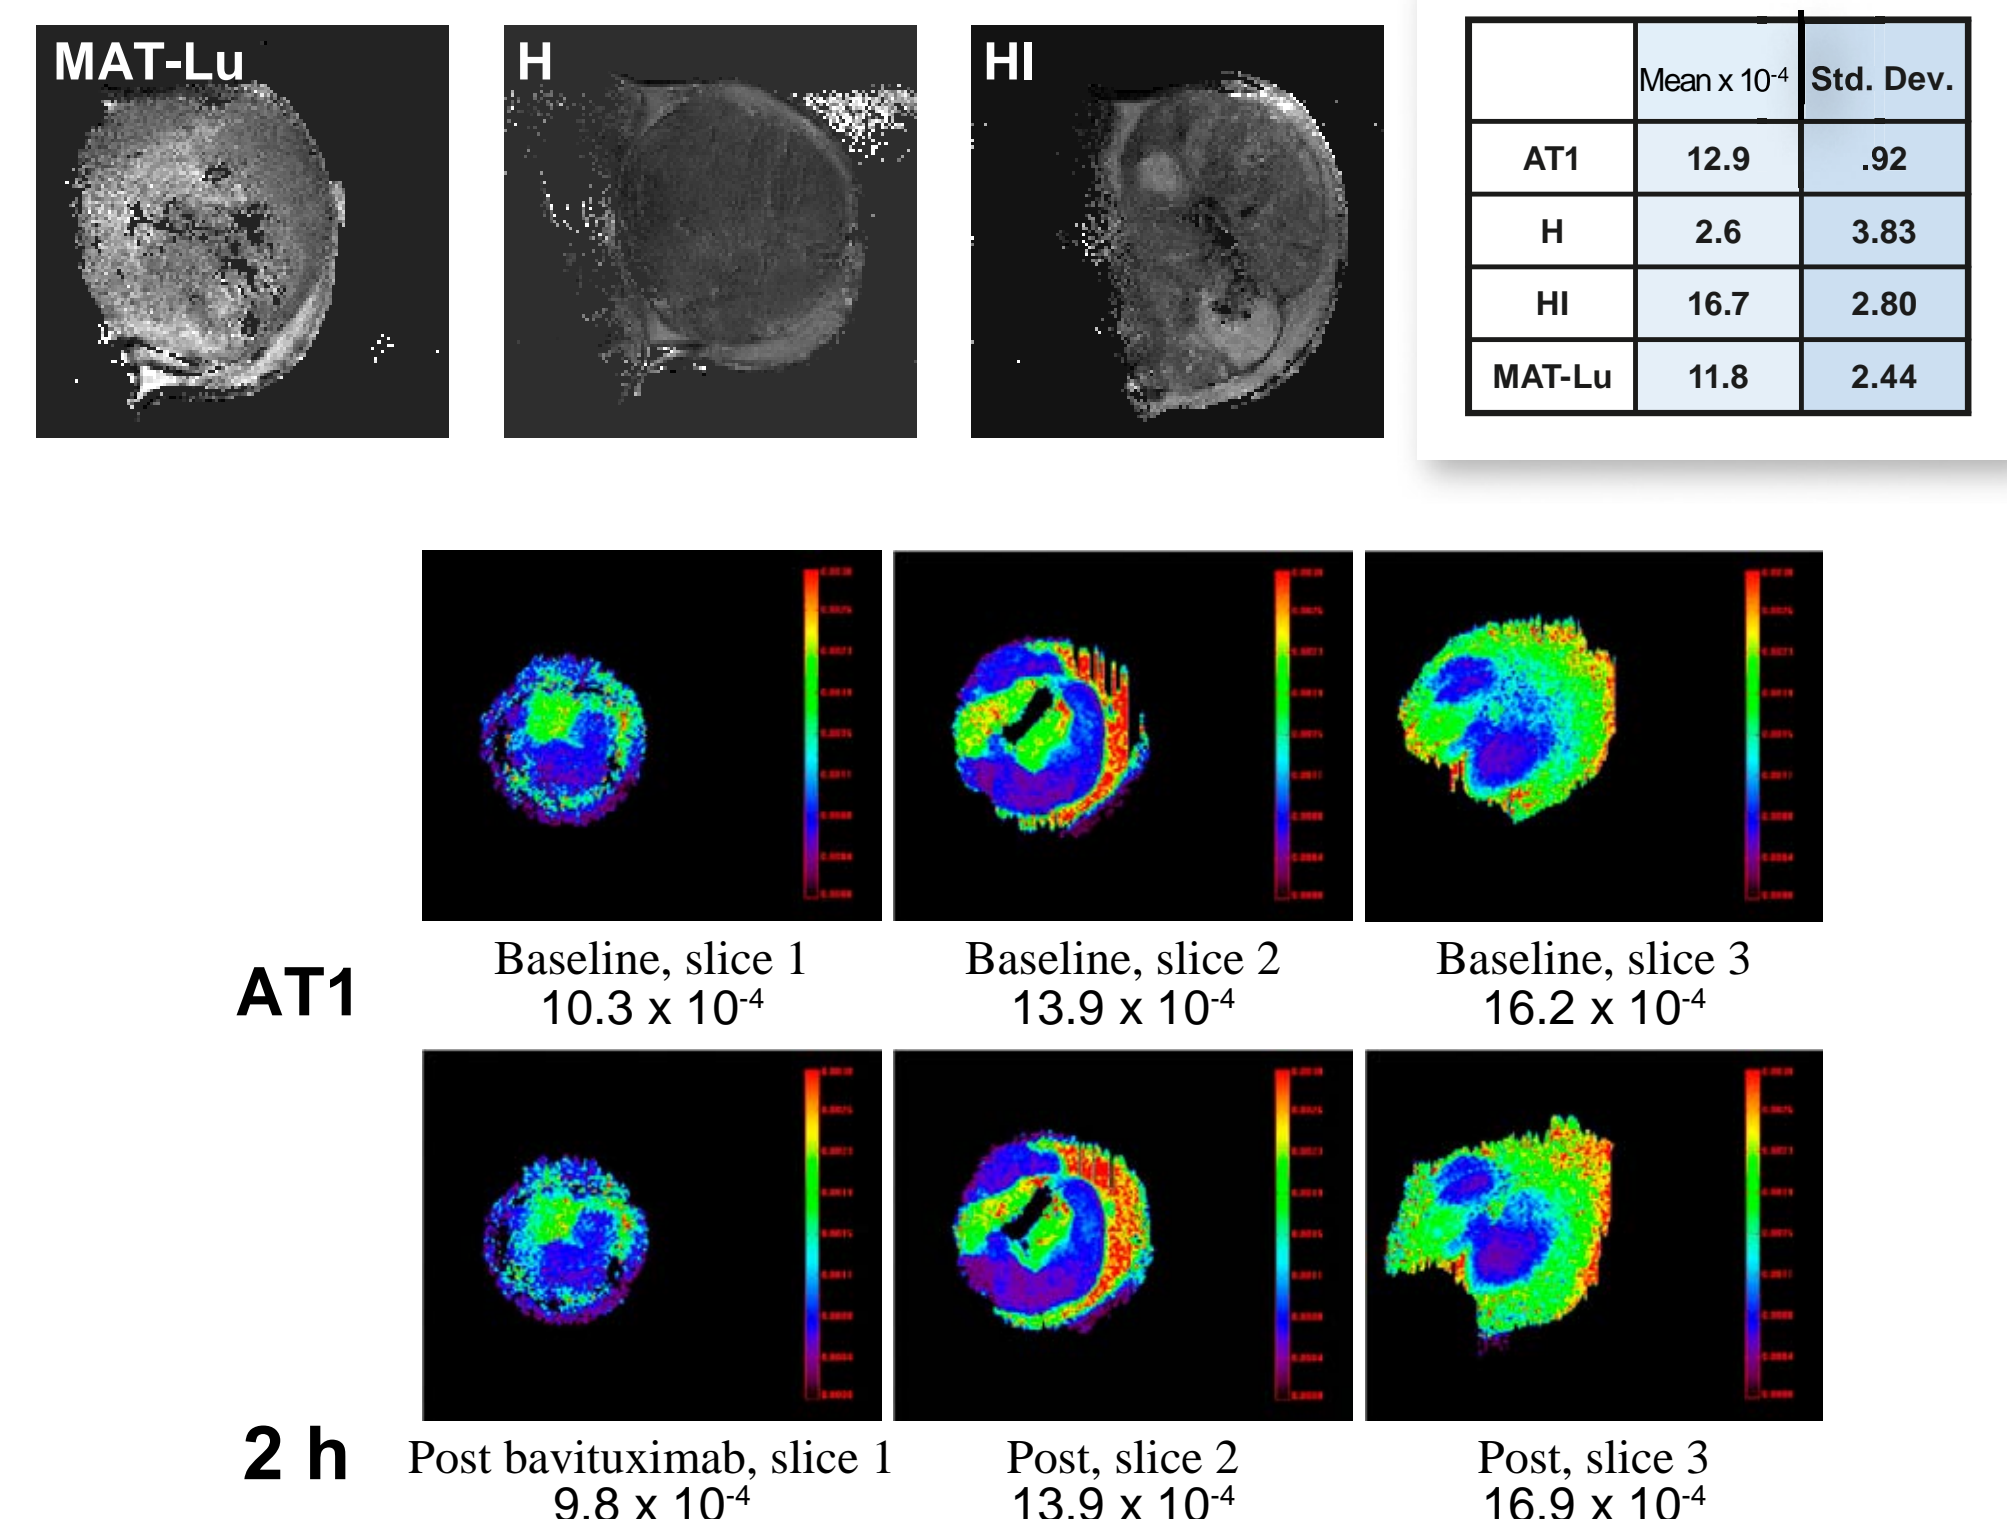 MAT-Lu
H
HI
Mean x 10-4 Std. Dev.
AT1 12.9 .92
H 2.6 3.83
HI 16.7 2.80
MAT-Lu 11.8 2.44
AT1
Baseline, slice 1
10.3 x 10-4
Baseline, slice 2
13.9 x 10-4
Baseline, slice 3
16.2 x 10-4
2 h
Post bavituximab, slice 1
9.8 x 10-4
Post, slice 2
13.9 x 10-4
Post, slice 3
16.9 x 10-4